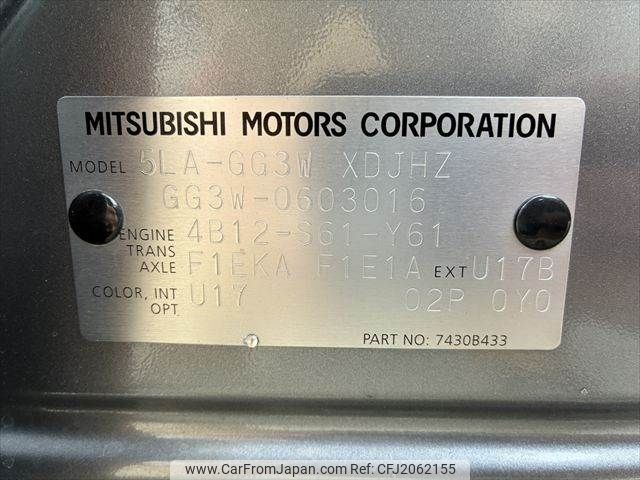 MITSUBISHI MOTORS CORPORATION
MODEL 5LA-GG3W XDJHZ
GG3W-0603016
ENGINE 4B12-S61-Y61
TRANS AXLE F1EKA F1E1A EXT U17B
COLOR, INT OPT. U17 02P 0Y0
PART NO: 7430B433
www.CarFromJapan.com | Ref No: CFJ2062155